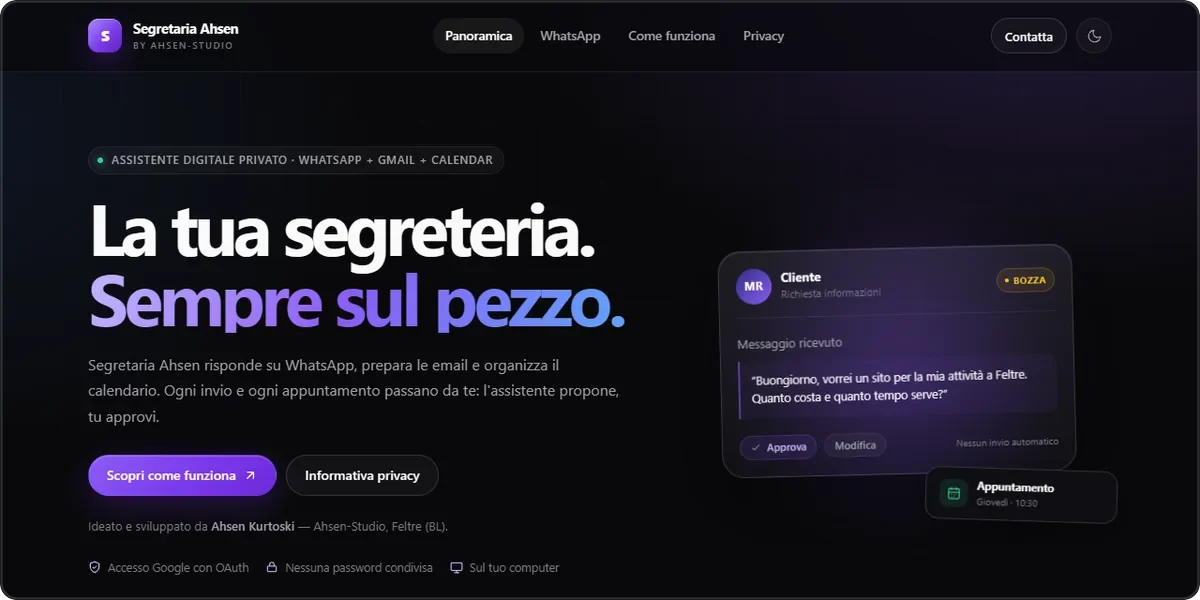 S
Segretaria Ahsen
BY AHSEN-STUDIO
Panoramica
WhatsApp
Come funziona
Privacy
Contatta
ASSISTENTE DIGITALE PRIVATO · WHATSAPP + GMAIL + CALENDAR
La tua segreteria.
Sempre sul pezzo.
Segretaria Ahsen risponde su WhatsApp, prepara le email e organizza il
calendario. Ogni invio e ogni appuntamento passano da te: l'assistente propone,
tu approvi.
Scopri come funziona
Informativa privacy
Ideato e sviluppato da Ahsen Kurtoski — Ahsen-Studio, Feltre (BL).
Accesso Google con OAuth
Nessuna password condivisa
Sul tuo computer
MR
Cliente
Richiesta informazioni
BOZZA
Messaggio ricevuto
"Buongiorno, vorrei un sito per la mia attività a Feltre.
Quanto costa e quanto tempo serve?"
Approva
Modifica
Nessun invio automatico
Appuntamento
Giovedì · 10:30